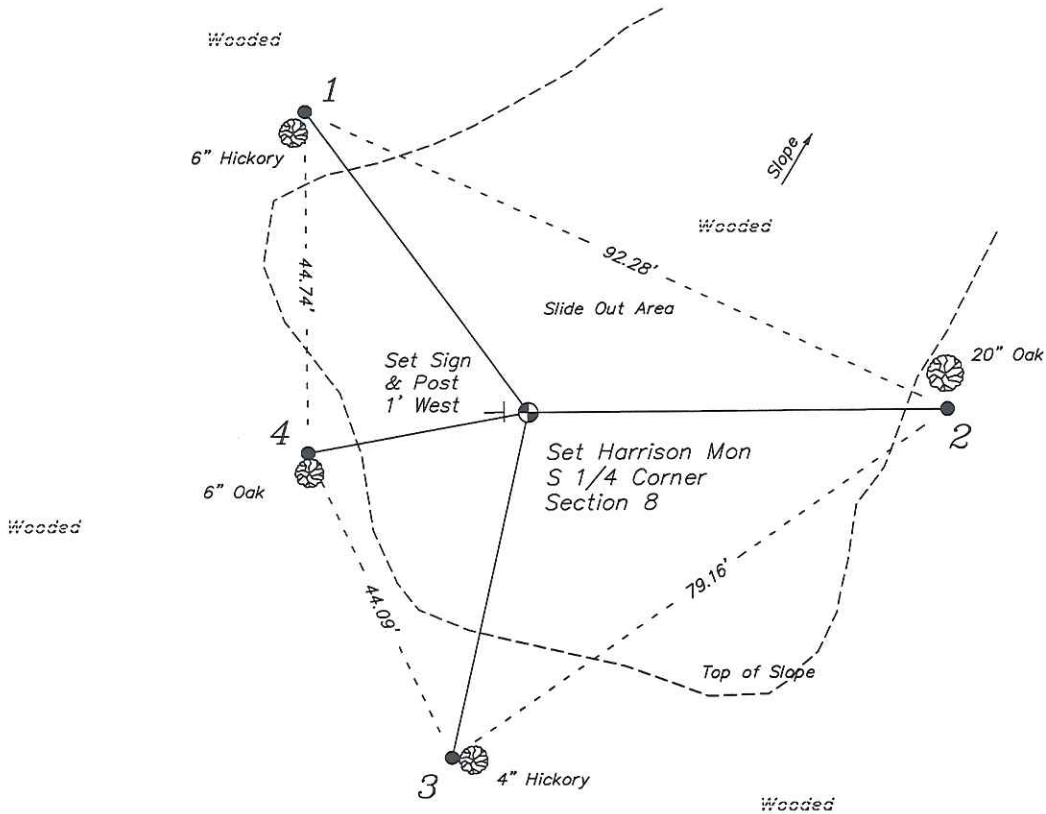 Wooded
1
6" Hickory
Slope
Wooded
92.28'
44.74'
Slide Out Area
20" Oak
Set Sign
& Post
1' West
2
4
6" Oak
Set Harrison Mon
S 1/4 Corner
Section 8
Wooded
79.16'
44.09'
Top of Slope
3
4" Hickory
Wooded